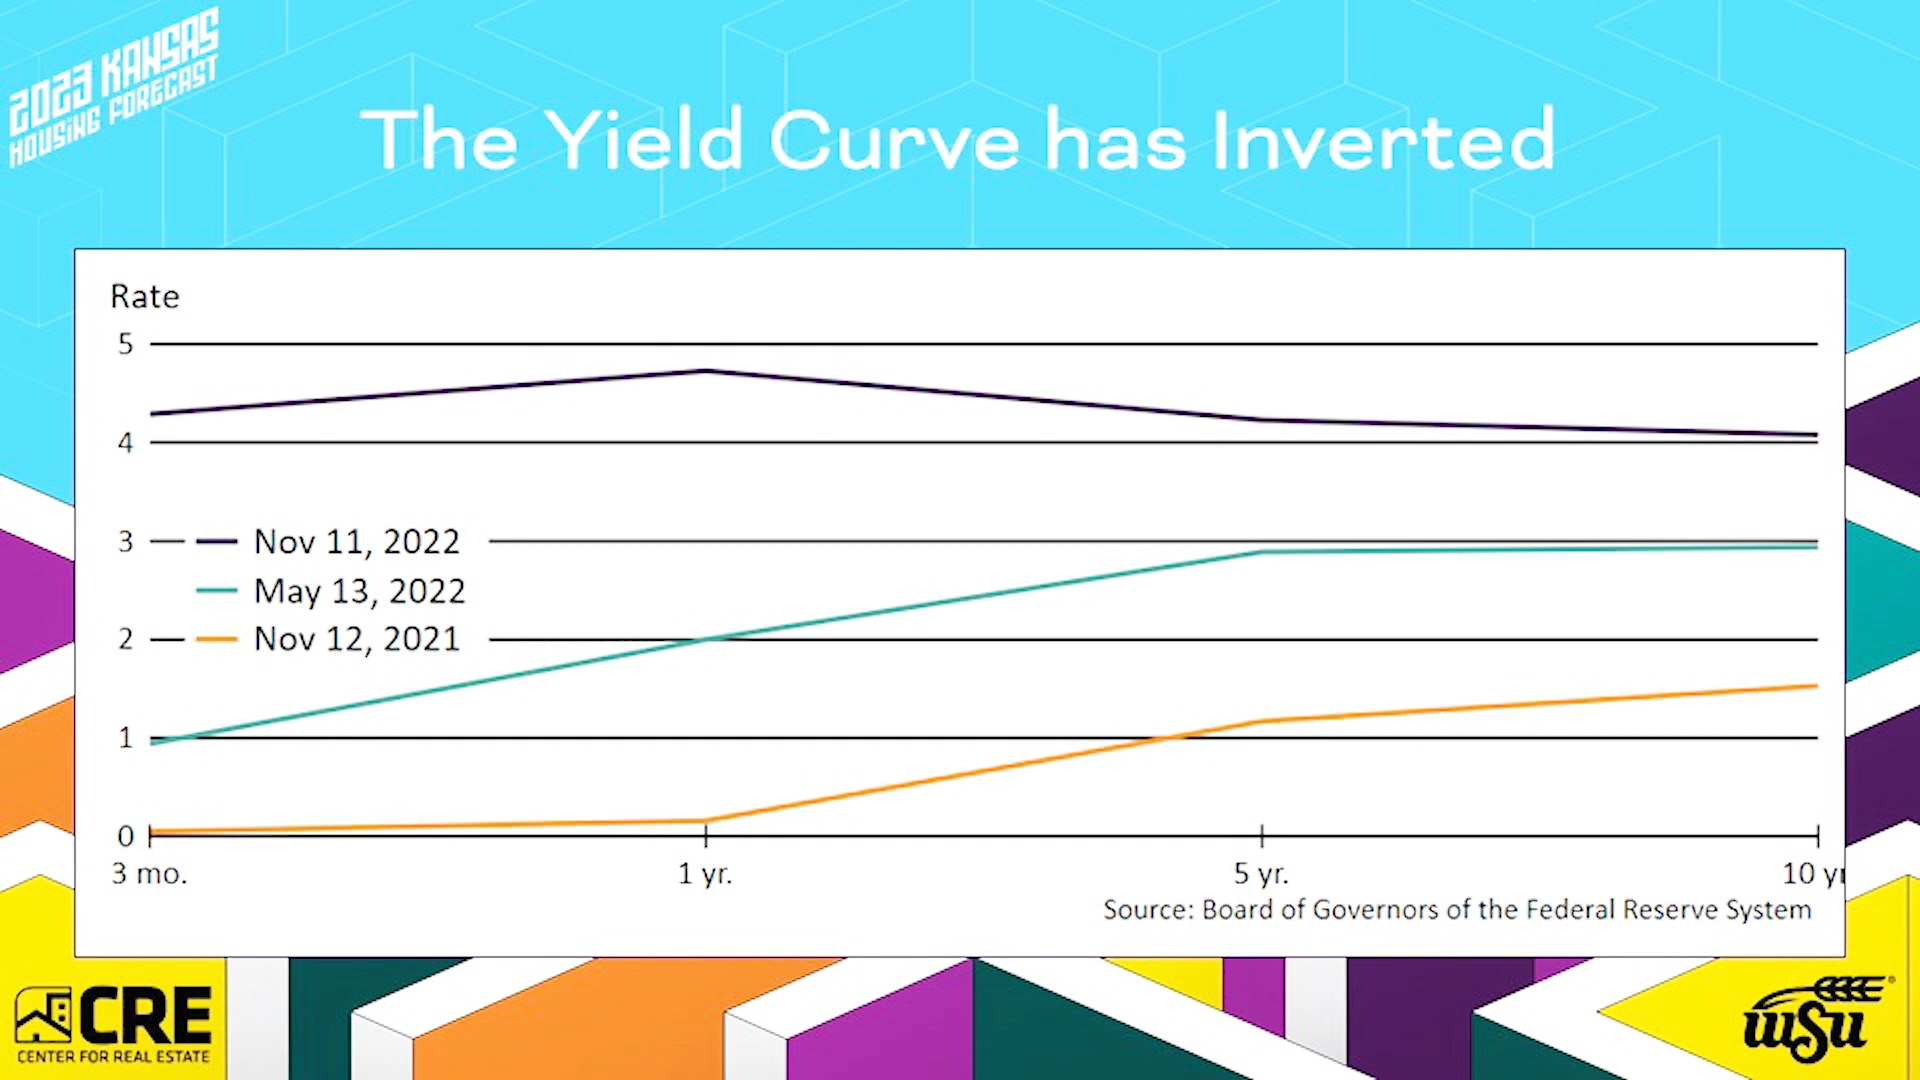 2023 KANSAS
HOUSING FORECAST
The Yield Curve has Inverted
Rate
5
4
3
Nov 11, 2022
May 13, 2022
2
Nov 12, 2021
1
0
3 mo.
1 yr.
5 yr.
10 yr
Source: Board of Governors of the Federal Reserve System
CRE
CENTER FOR REAL ESTATE
WSU